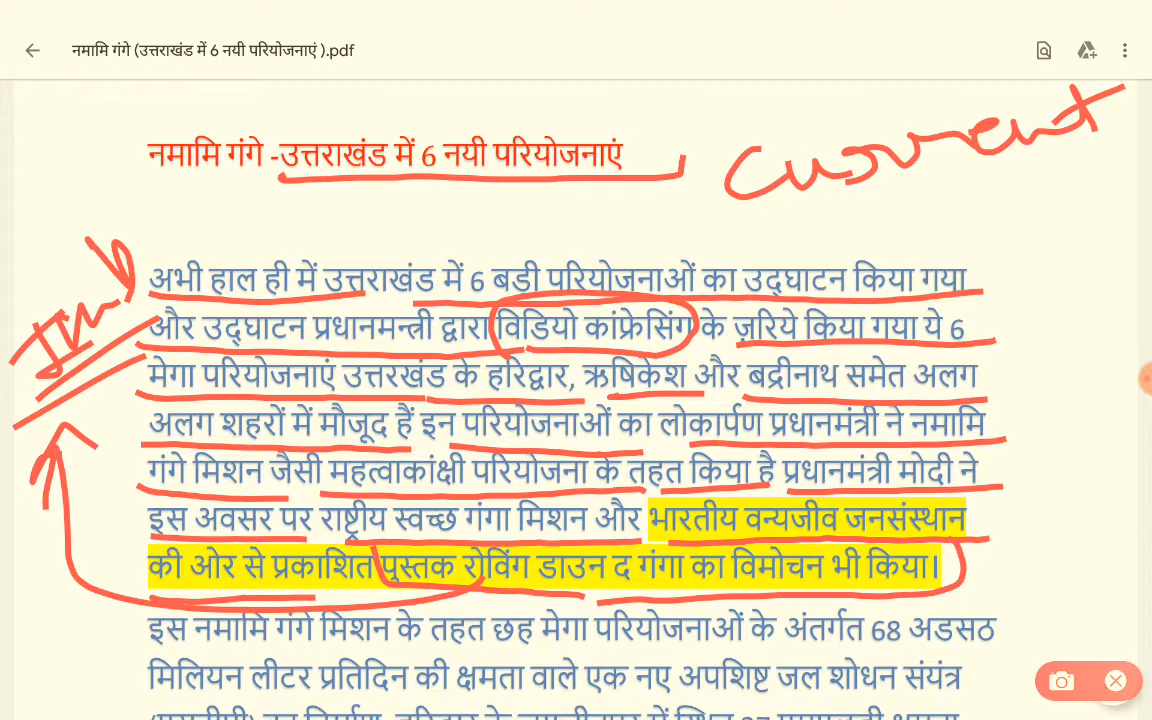 नमामि गंगे (उत्तराखंड में 6 नयी परियोजनाएं ).pdf
नमामि गंगे -उत्तराखंड में 6 नयी परियोजनाएं
Current
Imp
अभी हाल ही में उत्तराखंड में 6 बडी परियोजनाओं का उद्घाटन किया गया
और उद्घाटन प्रधानमन्त्री द्वारा विडियो कांफ्रेसिंग के ज़रिये किया गया ये 6
मेगा परियोजनाएं उत्तरखंड के हरिद्वार, ऋषिकेश और बद्रीनाथ समेत अलग
अलग शहरों में मौजूद हैं इन परियोजनाओं का लोकार्पण प्रधानमंत्री ने नमामि
गंगे मिशन जैसी महत्वाकांक्षी परियोजना के तहत किया है प्रधानमंत्री मोदी ने
इस अवसर पर राष्ट्रीय स्वच्छ गंगा मिशन और भारतीय वन्यजीव जनसंस्थान
की ओर से प्रकाशित पुस्तक रोविंग डाउन द गंगा का विमोचन भी किया।
इस नमामि गंगे मिशन के तहत छह मेगा परियोजनाओं के अंतर्गत 68 अडसठ
मिलियन लीटर प्रतिदिन की क्षमता वाले एक नए अपशिष्ट जल शोधन संयंत्र